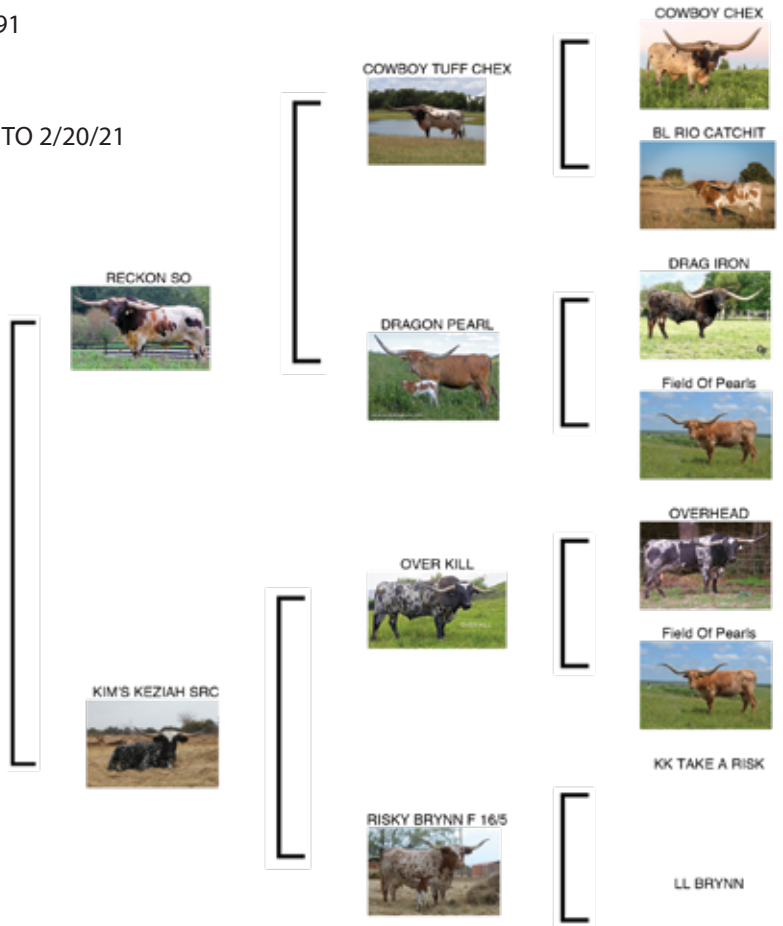 91
TO 2/20/21
COWBOY CHEX
COWBOY TUFF CHEX
BL RIO CATCHIT
RECKON SO
DRAG IRON
DRAGON PEARL
Field Of Pearls
OVERHEAD
OVER KILL
OVER KILL
Field Of Pearls
KIM'S KEZIAH SRC
KK TAKE A RISK
RISKY BRYNN F 16/5
LL BRYNN